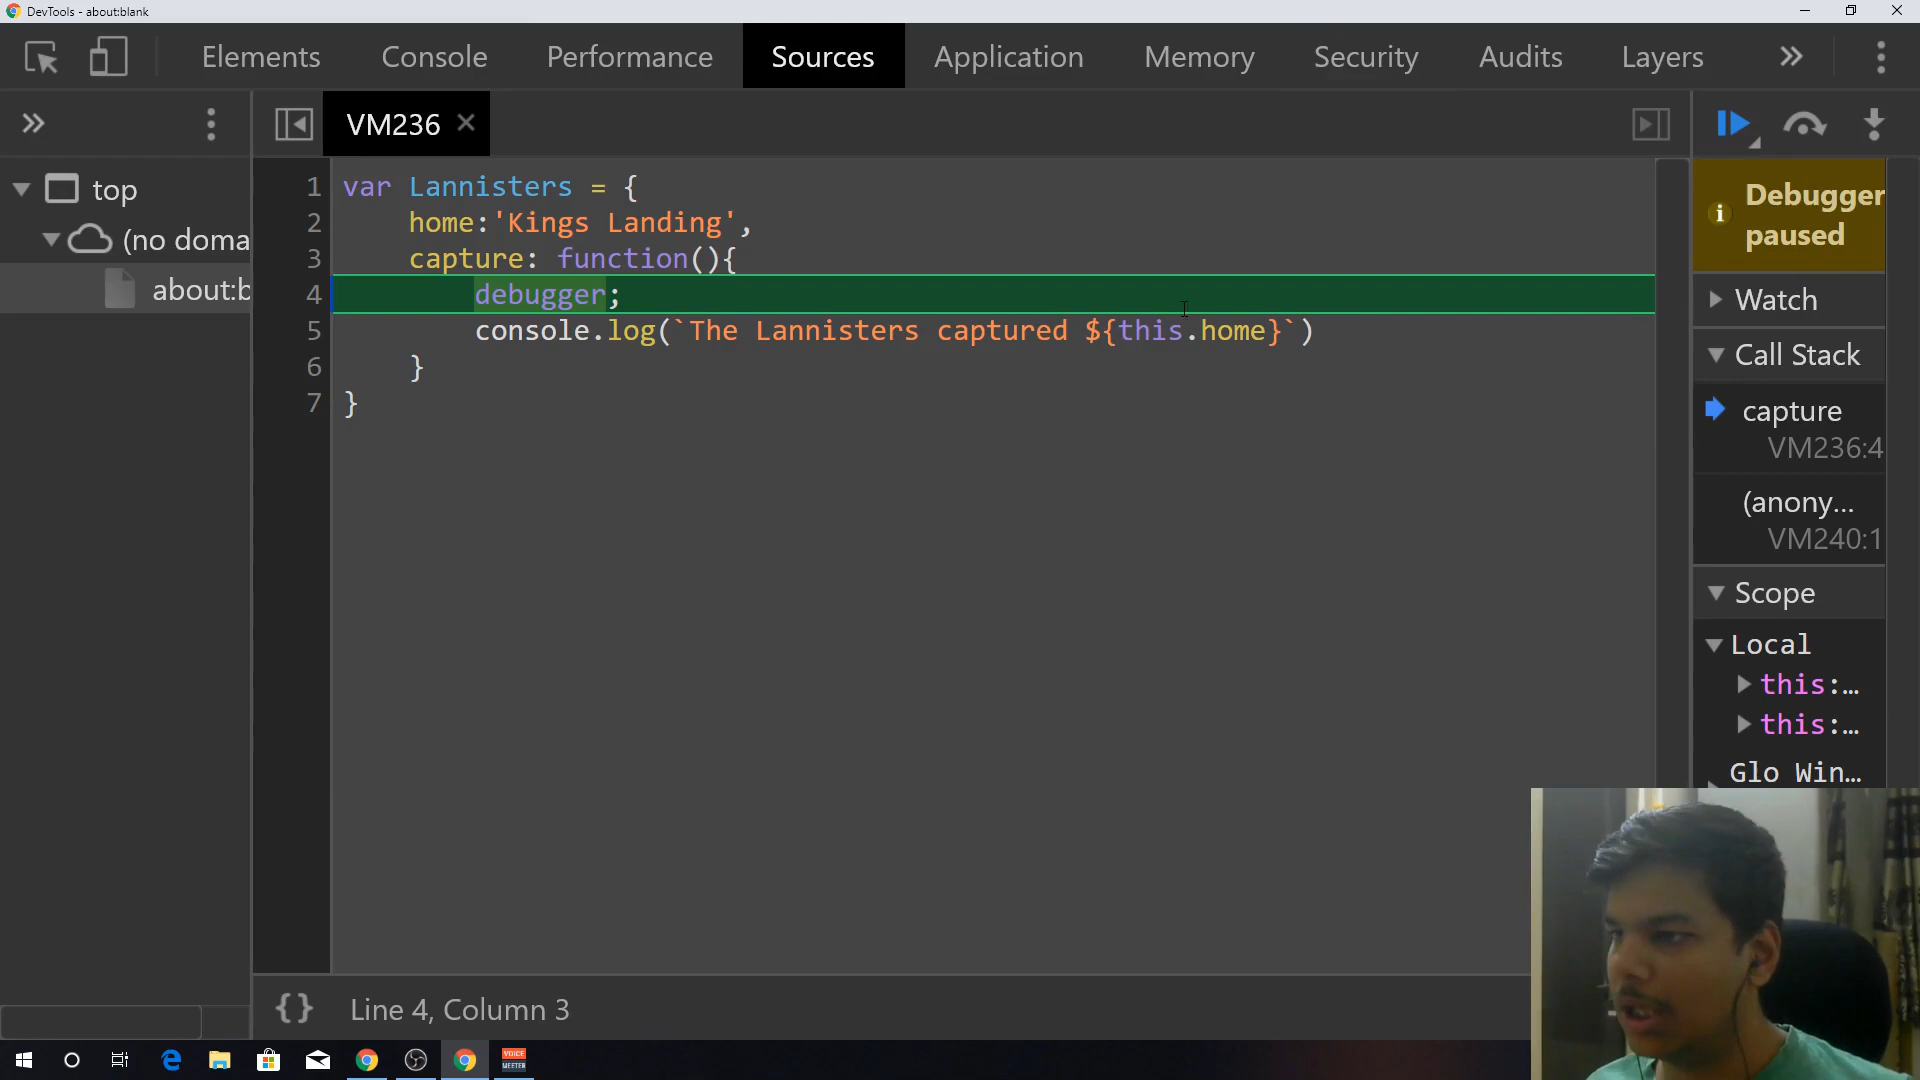 DevTools - about:blank
Elements Console Performance Sources Application Memory Security Audits Layers
VM236
top
(no doma
about:b
1 var Lannisters = {
2 home:'Kings Landing',
3 capture: function(){
4 debugger;
5 console.log(`The Lannisters captured ${this.home}`)
6 }
7 }
{} Line 4, Column 3
Debugger
paused
Watch
Call Stack
capture
VM236:4
(anony...
VM240:1
Scope
Local
this:...
this:...
Glo Win...
VOICE
MEETER